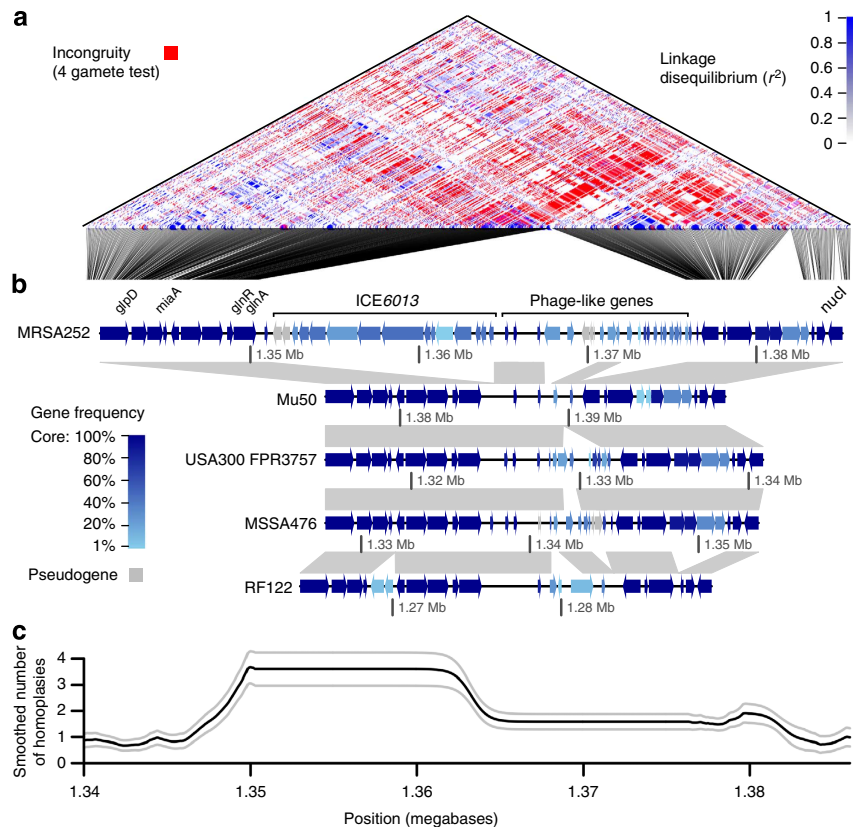 a
Incongruity
(4 gamete test)
Linkage
disequilibrium (r²)
1
0.8
0.6
0.4
0.2
0
b
glpD
miaA
glnR
glnA
ICE6013
Phage-like genes
nucI
MRSA252
1.35 Mb
1.36 Mb
1.37 Mb
1.38 Mb
Mu50
1.38 Mb
1.39 Mb
Gene frequency
Core: 100%
80%
60%
40%
20%
1%
Pseudogene
USA300 FPR3757
1.32 Mb
1.33 Mb
1.34 Mb
MSSA476
1.33 Mb
1.34 Mb
1.35 Mb
RF122
1.27 Mb
1.28 Mb
c
Smoothed number
of homoplasies
4
3
2
1
0
1.34
1.35
1.36
1.37
1.38
Position (megabases)